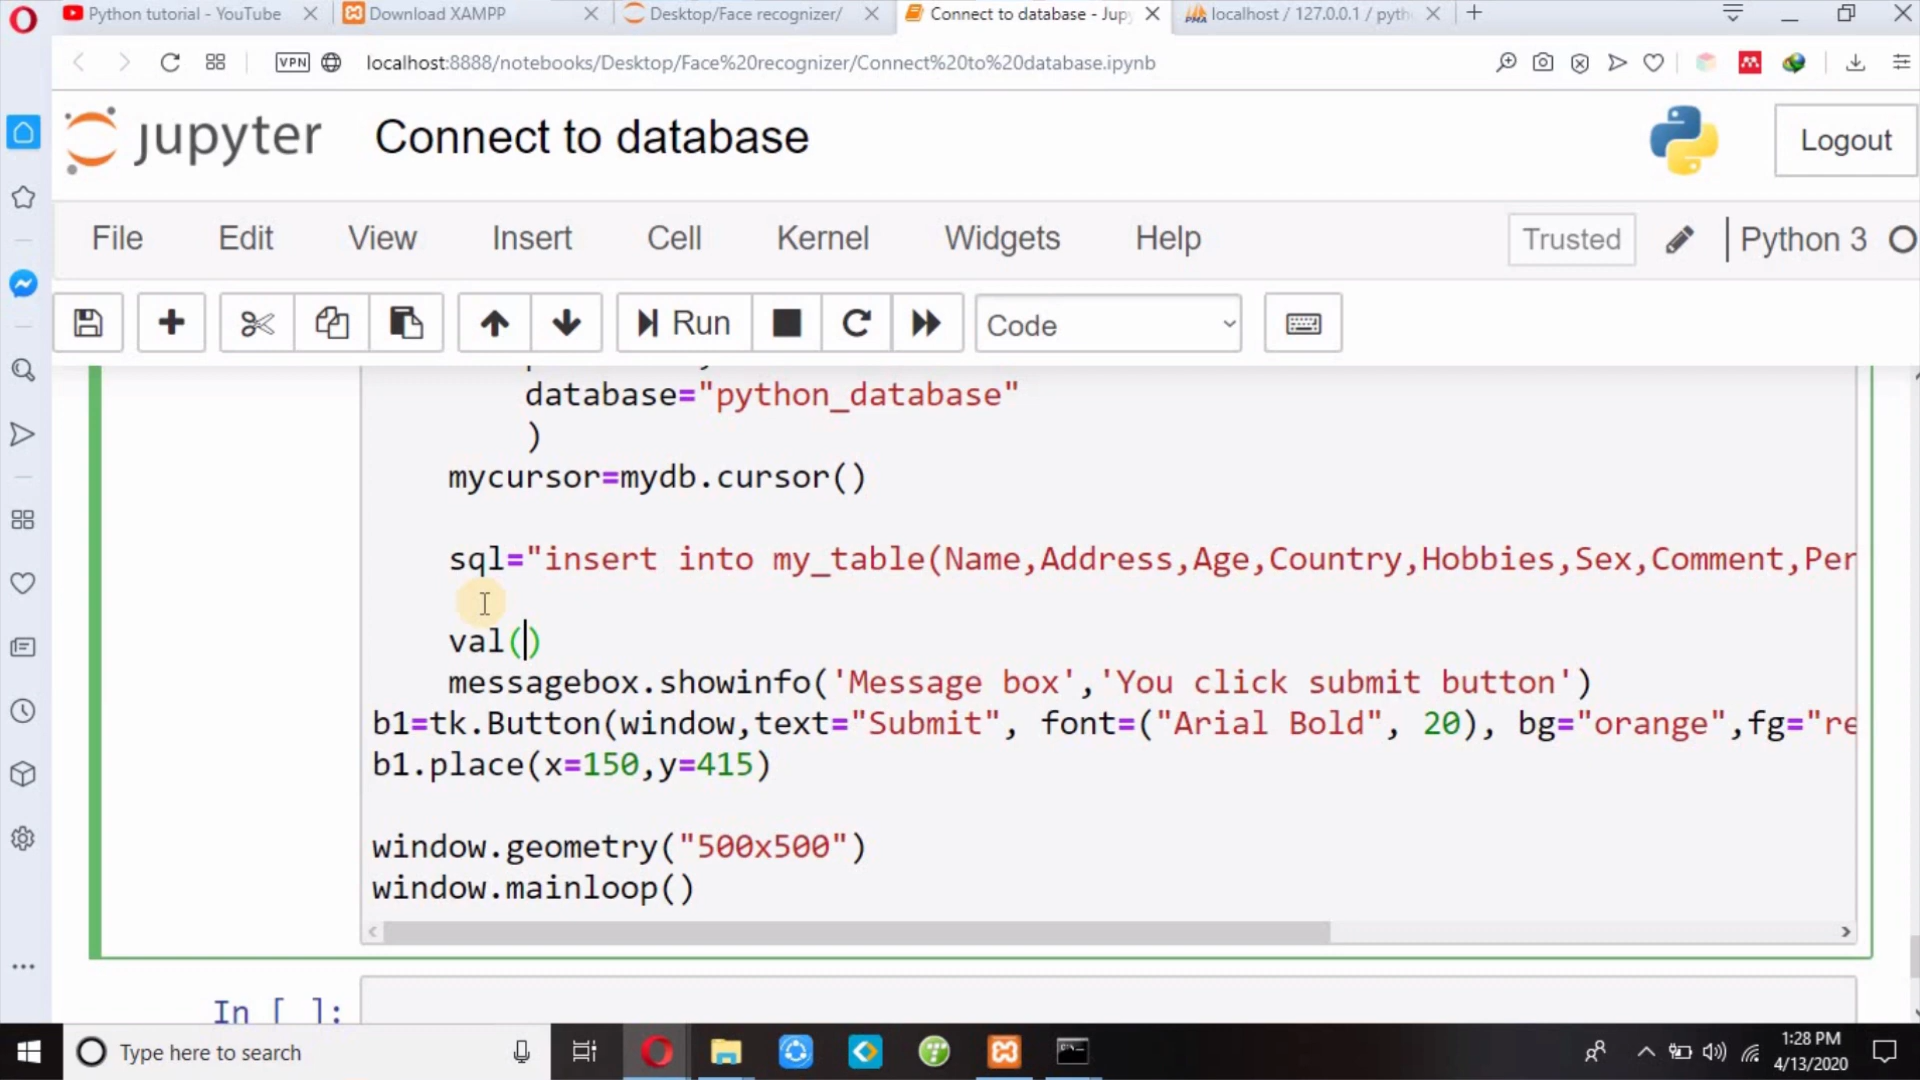 Python tutorial - YouTube
Download XAMPP
Desktop/Face recognizer/
Connect to database - Jup
localhost / 127.0.0.1 / pyth
VPN
localhost:8888/notebooks/Desktop/Face%20recognizer/Connect%20to%20database.ipynb
jupyter
Connect to database
Logout
File
Edit
View
Insert
Cell
Kernel
Widgets
Help
Trusted
Python 3
Run
Code
database="python_database"
)
mycursor=mydb.cursor()
sql="insert into my_table(Name,Address,Age,Country,Hobbies,Sex,Comment,Per
val()
messagebox.showinfo('Message box','You click submit button')
b1=tk.Button(window,text="Submit", font=("Arial Bold", 20), bg="orange",fg="re
b1.place(x=150,y=415)
window.geometry("500x500")
window.mainloop()
In [ ]:
Type here to search
1:28 PM
4/13/2020